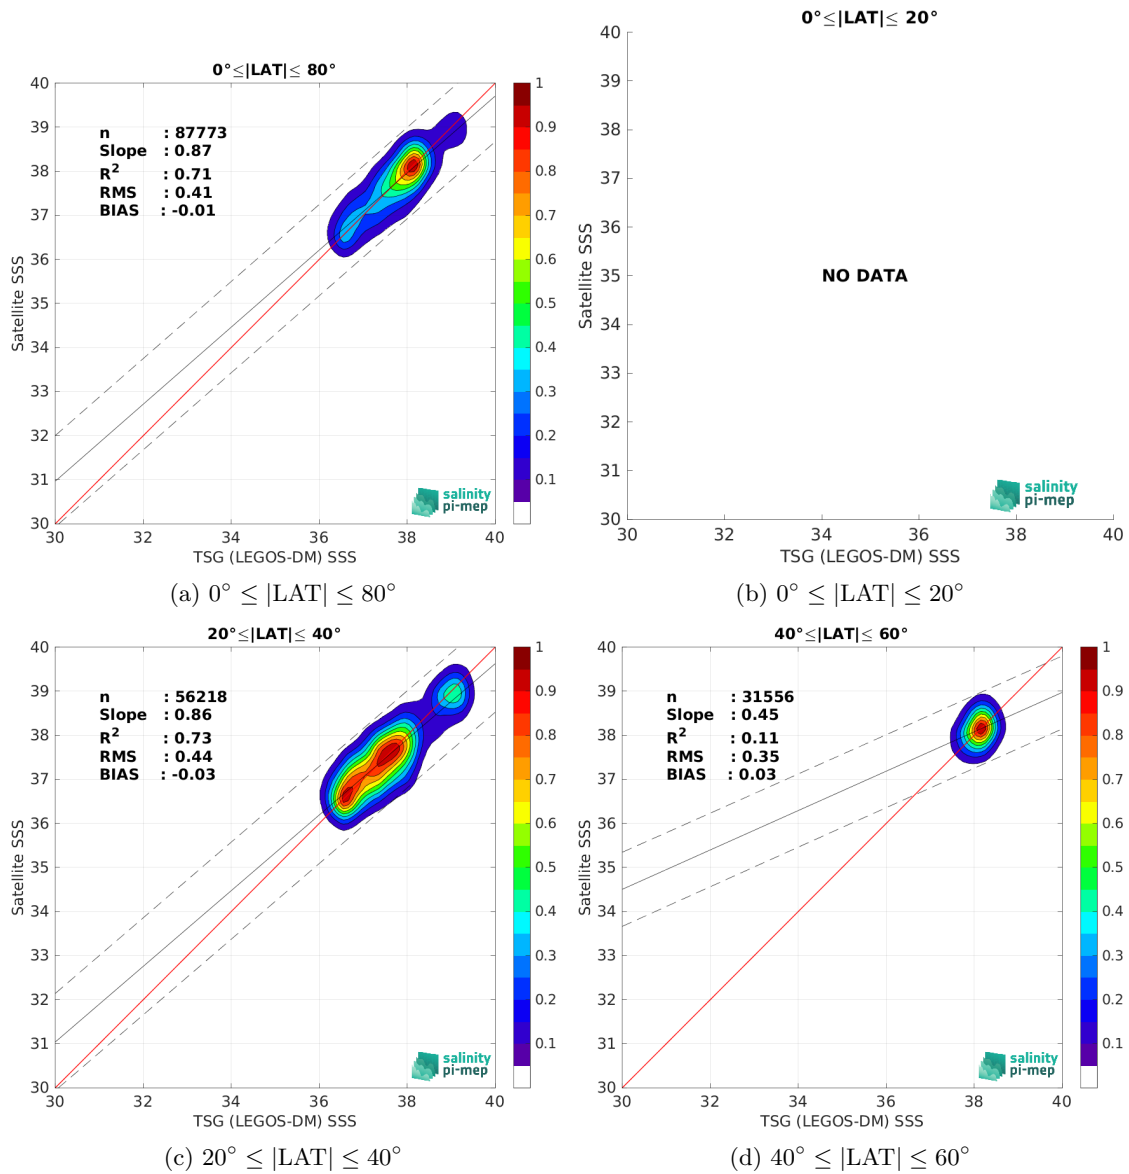 0°≤|LAT|≤ 80°
40
39
38
37
36
35
34
33
32
31
30
Satellite SSS
n : 87773
Slope : 0.87
R² : 0.71
RMS : 0.41
BIAS : -0.01
salinity
pi-mep
30 32 34 36 38 40
TSG (LEGOS-DM) SSS
1
0.9
0.8
0.7
0.6
0.5
0.4
0.3
0.2
0.1
(a) 0° ≤ |LAT| ≤ 80°
0°≤|LAT|≤ 20°
40
39
38
37
36
35
34
33
32
31
30
Satellite SSS
NO DATA
salinity
pi-mep
30 32 34 36 38 40
TSG (LEGOS-DM) SSS
(b) 0° ≤ |LAT| ≤ 20°
20°≤|LAT|≤ 40°
40
39
38
37
36
35
34
33
32
31
30
Satellite SSS
n : 56218
Slope : 0.86
R² : 0.73
RMS : 0.44
BIAS : -0.03
salinity
pi-mep
30 32 34 36 38 40
TSG (LEGOS-DM) SSS
1
0.9
0.8
0.7
0.6
0.5
0.4
0.3
0.2
0.1
(c) 20° ≤ |LAT| ≤ 40°
40°≤|LAT|≤ 60°
40
39
38
37
36
35
34
33
32
31
30
Satellite SSS
n : 31556
Slope : 0.45
R² : 0.11
RMS : 0.35
BIAS : 0.03
salinity
pi-mep
30 32 34 36 38 40
TSG (LEGOS-DM) SSS
1
0.9
0.8
0.7
0.6
0.5
0.4
0.3
0.2
0.1
(d) 40° ≤ |LAT| ≤ 60°